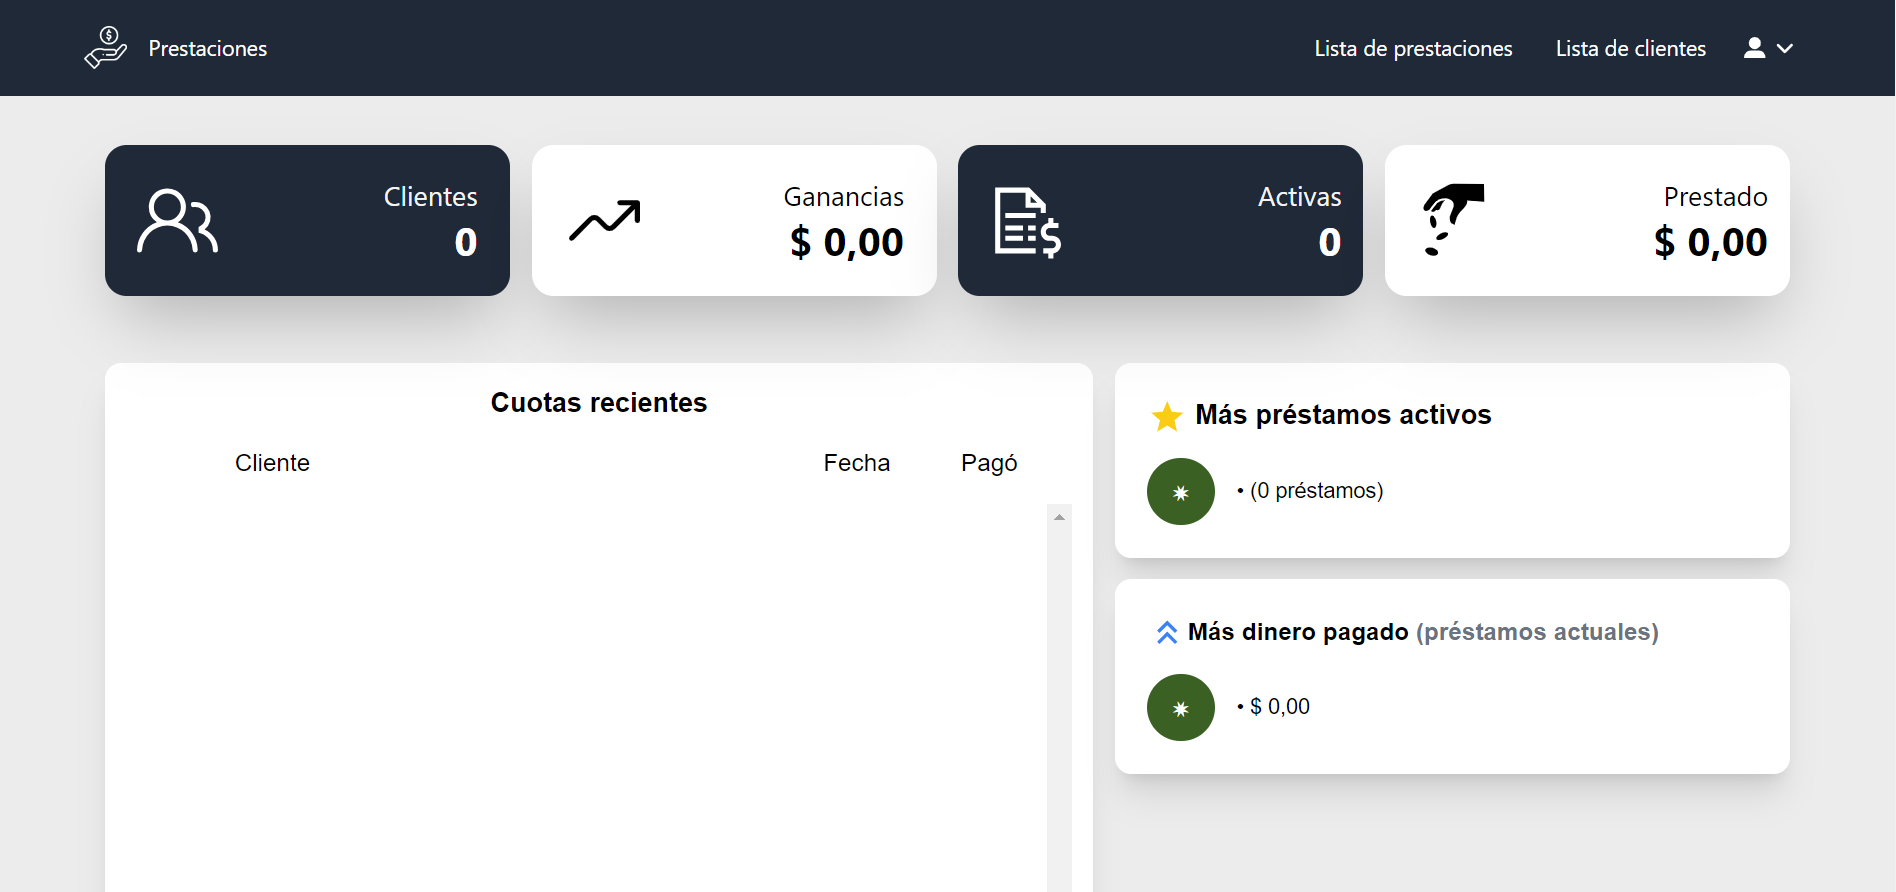 Prestaciones
Lista de prestaciones
Lista de clientes
Clientes
0
Ganancias
$ 0,00
Activas
0
Prestado
$ 0,00
Cuotas recientes
Cliente Fecha Pagó
Más préstamos activos
• (0 préstamos)
Más dinero pagado (préstamos actuales)
• $ 0,00